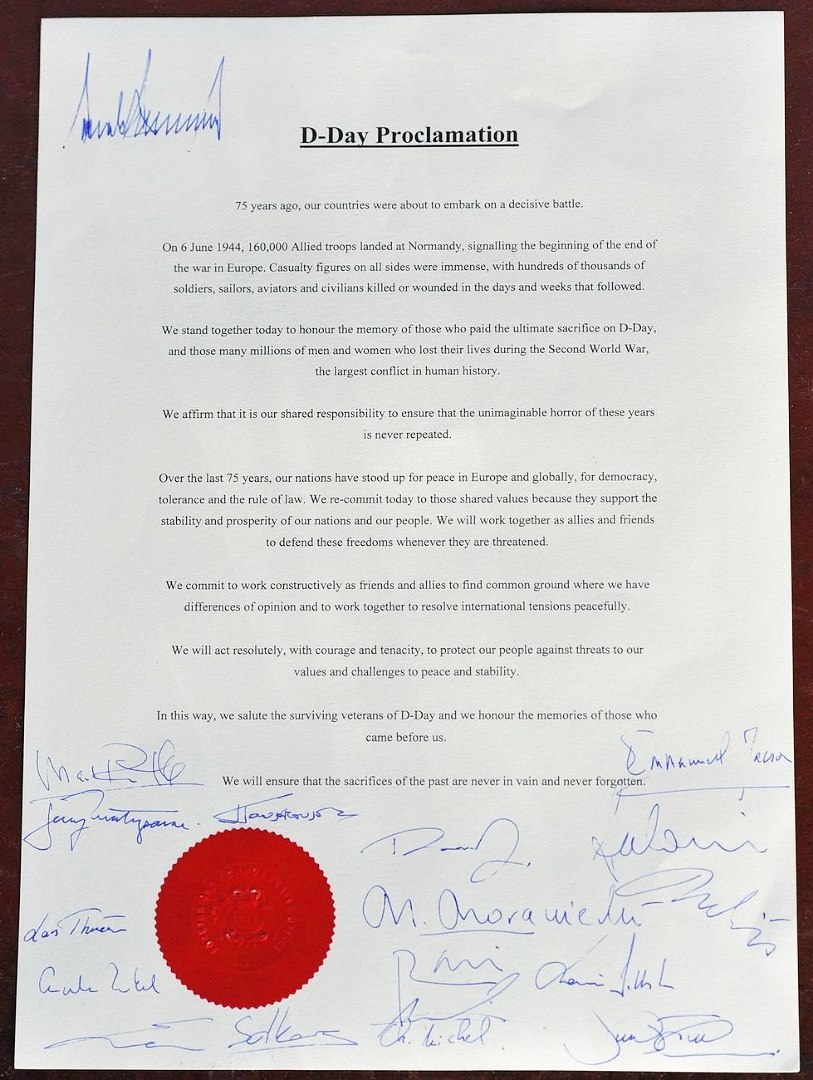 D-Day Proclamation
75 years ago, our countries were about to embark on a decisive battle.
On 6 June 1944, 160,000 Allied troops landed at Normandy, signalling the beginning of the end of
the war in Europe. Casualty figures on all sides were immense, with hundreds of thousands of
soldiers, sailors, aviators and civilians killed or wounded in the days and weeks that followed.
We stand together today to honour the memory of those who paid the ultimate sacrifice on D-Day,
and those many millions of men and women who lost their lives during the Second World War,
the largest conflict in human history.
We affirm that it is our shared responsibility to ensure that the unimaginable horror of these years
is never repeated.
Over the last 75 years, our nations have stood up for peace in Europe and globally, for democracy,
tolerance and the rule of law. We re-commit today to those shared values because they support the
stability and prosperity of our nations and our people. We will work together as allies and friends
to defend these freedoms whenever they are threatened.
We commit to work constructively as friends and allies to find common ground where we have
differences of opinion and to work together to resolve international tensions peacefully.
We will act resolutely, with courage and tenacity, to protect our people against threats to our
values and challenges to peace and stability.
In this way, we salute the surviving veterans of D-Day and we honour the memories of those who
came before us.
We will ensure that the sacrifices of the past are never in vain and never forgotten.
Emmanuel Macron
M. Morawiecki
Ch. Michel